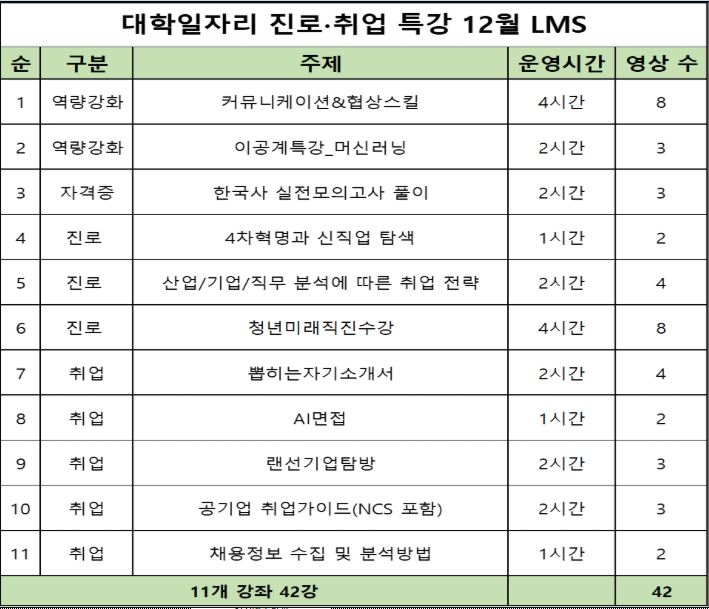 대학일자리 진로·취업 특강 12월 LMS
순 구분 주제 운영시간 영상 수
1 역량강화 커뮤니케이션&협상스킬 4시간 8
2 역량강화 이공계특강_머신러닝 2시간 3
3 자격증 한국사 실전모의고사 풀이 2시간 3
4 진로 4차혁명과 신직업 탐색 1시간 2
5 진로 산업/기업/직무 분석에 따른 취업 전략 2시간 4
6 진로 청년미래직진수강 4시간 8
7 취업 뽑히는자기소개서 2시간 4
8 취업 AI면접 1시간 2
9 취업 랜선기업탐방 2시간 3
10 취업 공기업 취업가이드(NCS 포함) 2시간 3
11 취업 채용정보 수집 및 분석방법 1시간 2
11개 강좌 42강 42